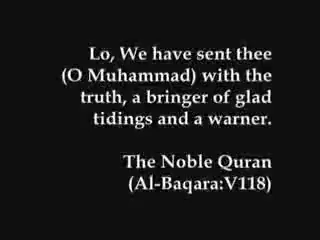 Lo, We have sent thee
(O Muhammad) with the
truth, a bringer of glad
tidings and a warner.
The Noble Quran
(Al-Baqara:V118)